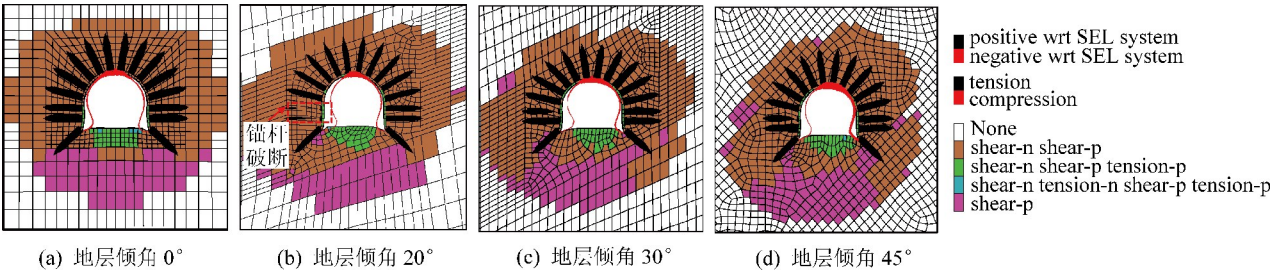 锚杆
破断
positive wrt SEL system
negative wrt SEL system
tension
compression
None
shear-n shear-p
shear-n shear-p tension-p
shear-n tension-n shear-p tension-p
shear-p
(a) 地层倾角 0°
(b) 地层倾角 20°
(c) 地层倾角 30°
(d) 地层倾角 45°